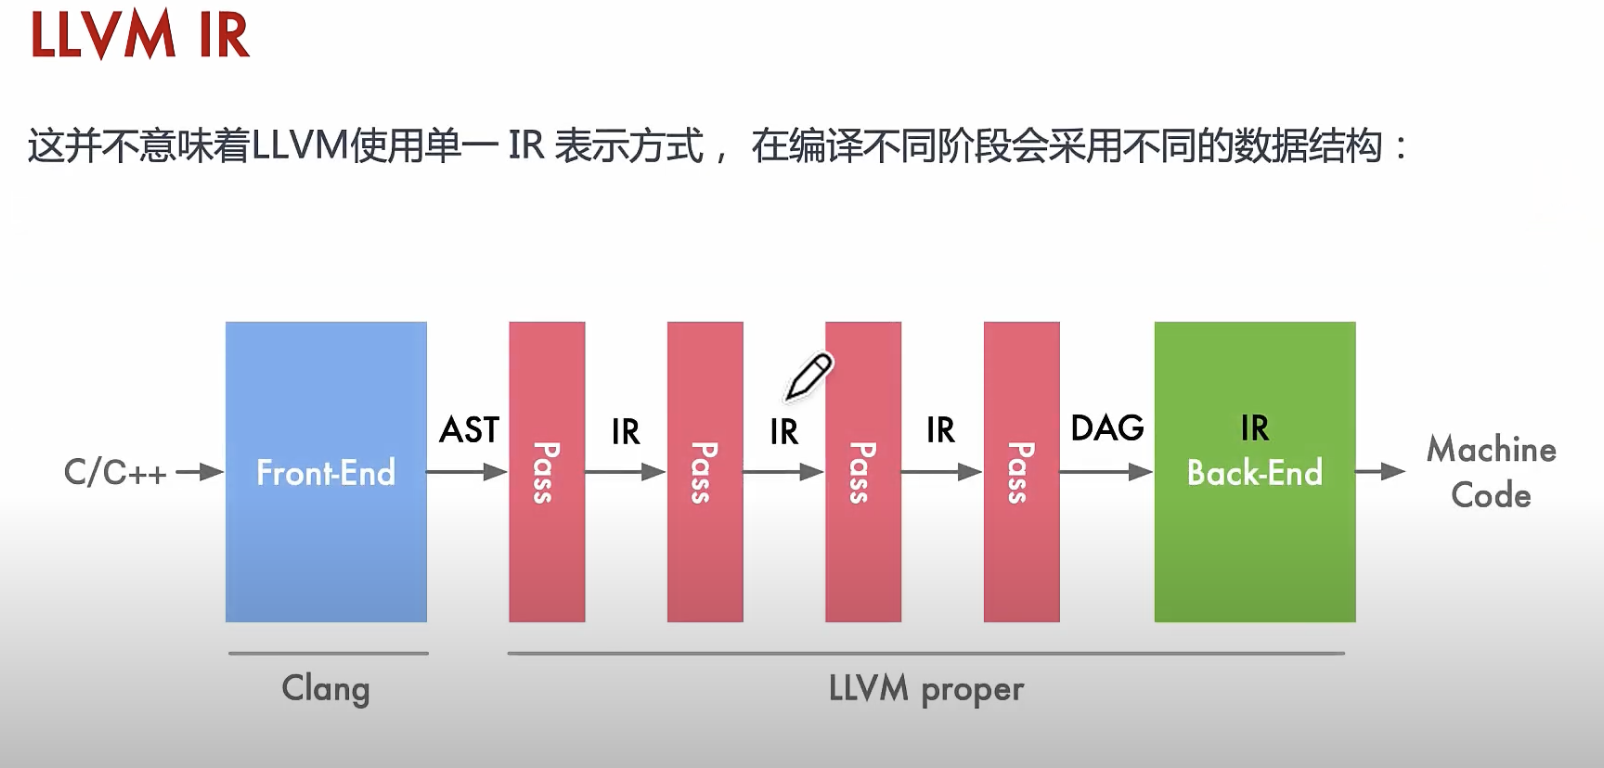 LLVM IR
这并不意味着LLVM使用单一 IR 表示方式， 在编译不同阶段会采用不同的数据结构：
C/C++
Front-End
AST
Pass
IR
Pass
IR
Pass
IR
Pass
DAG
IR
Back-End
Machine
Code
Clang
LLVM proper